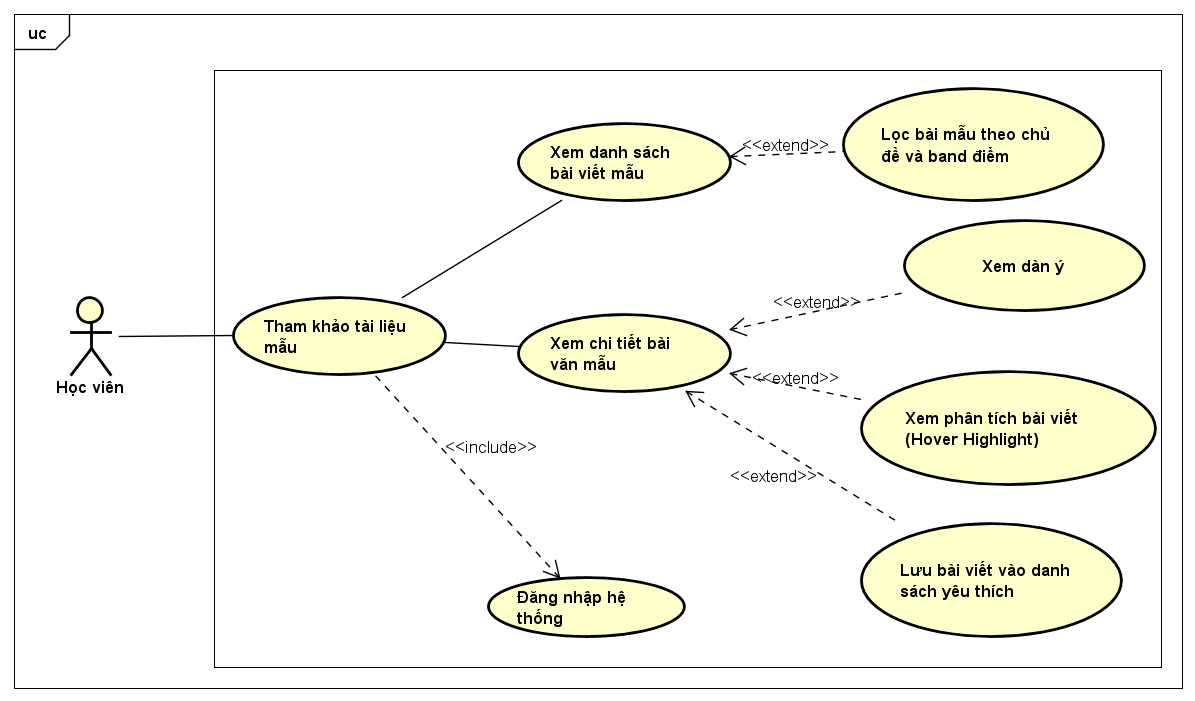 uc
Lọc bài mẫu theo chủ
đề và band điểm
<<extend>>
Xem danh sách
bài viết mẫu
Xem dàn ý
<<extend>>
Tham khảo tài liệu
mẫu
Xem chi tiết bài
văn mẫu
<<extend>>
Học viên
Xem phân tích bài viết
(Hover Highlight)
<<include>>
<<extend>>
Lưu bài viết vào danh
sách yêu thích
Đăng nhập hệ
thống